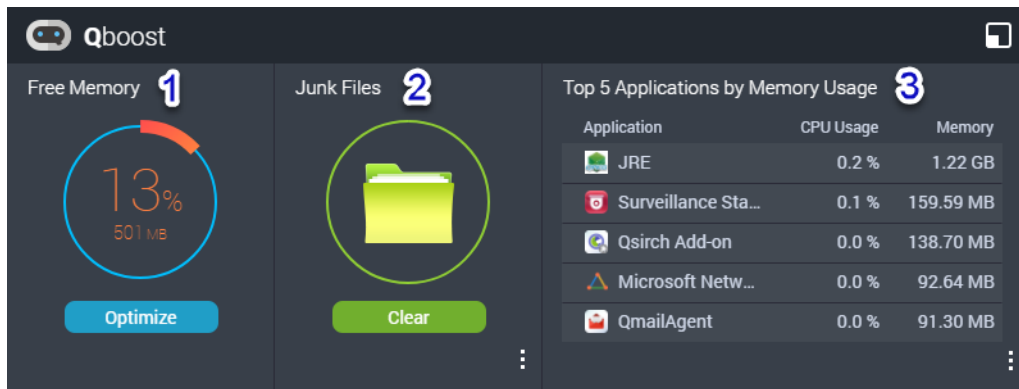 Qboost
Free Memory 1
13%
501 MB
Optimize
Junk Files 2
Clear
Top 5 Applications by Memory Usage 3
Application CPU Usage Memory
JRE 0.2 % 1.22 GB
Surveillance Sta... 0.1 % 159.59 MB
Qsirch Add-on 0.0 % 138.70 MB
Microsoft Netw... 0.0 % 92.64 MB
QmailAgent 0.0 % 91.30 MB